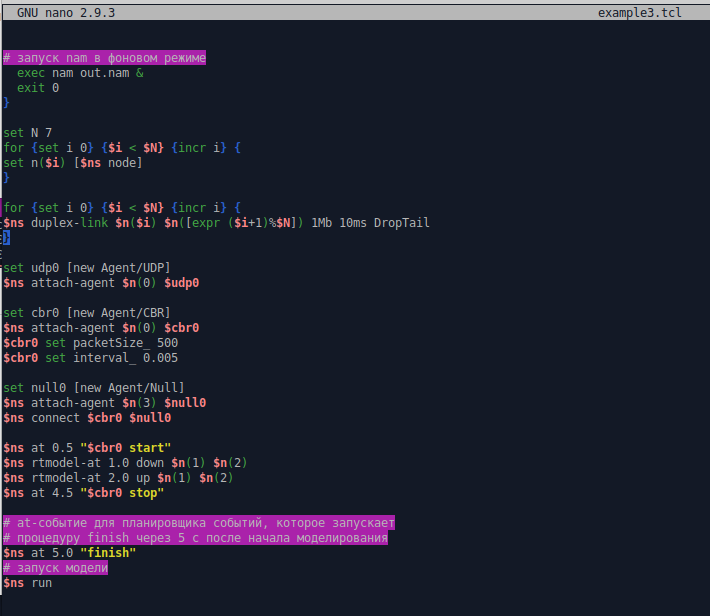 GNU nano 2.9.3 example3.tcl
# запуск nam в фоновом режиме
exec nam out.nam &
exit 0
}
set N 7
for {set i 0} {$i < $N} {incr i} {
set n($i) [$ns node]
}
for {set i 0} {$i < $N} {incr i} {
$ns duplex-link $n($i) $n([expr ($i+1)%$N]) 1Mb 10ms DropTail
}
set udp0 [new Agent/UDP]
$ns attach-agent $n(0) $udp0
set cbr0 [new Agent/CBR]
$ns attach-agent $n(0) $cbr0
$cbr0 set packetSize_ 500
$cbr0 set interval_ 0.005
set null0 [new Agent/Null]
$ns attach-agent $n(3) $null0
$ns connect $cbr0 $null0
$ns at 0.5 "$cbr0 start"
$ns rtmodel-at 1.0 down $n(1) $n(2)
$ns rtmodel-at 2.0 up $n(1) $n(2)
$ns at 4.5 "$cbr0 stop"
# at-событие для планировщика событий, которое запускает
# процедуру finish через 5 с после начала моделирования
$ns at 5.0 "finish"
# запуск модели
$ns run